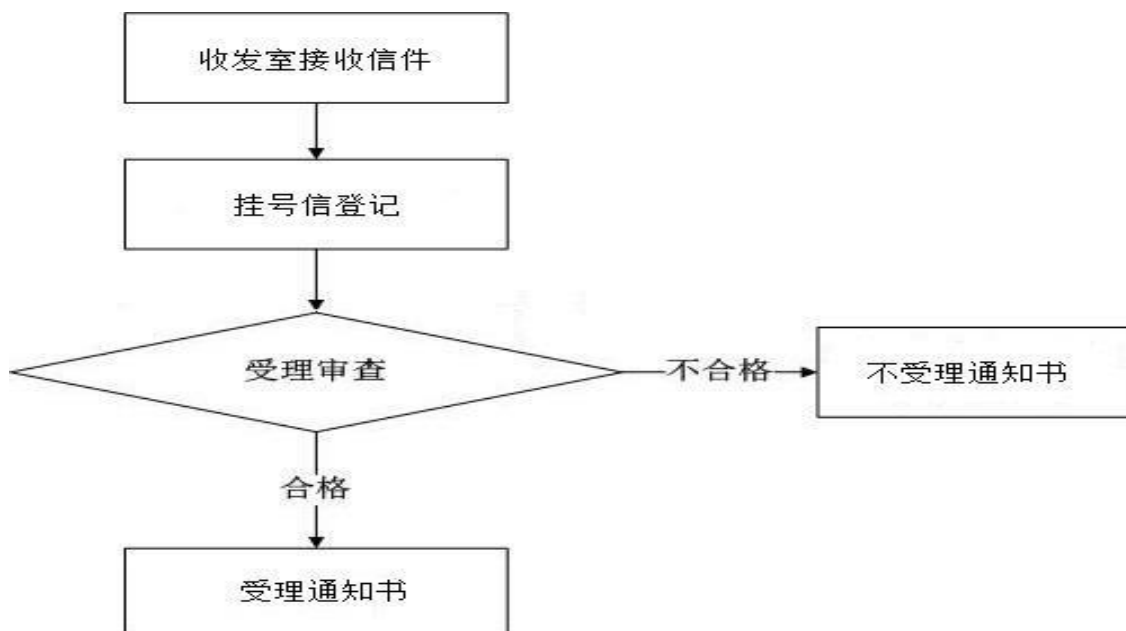 收发室接收信件
挂号信登记
受理审查
不合格
不受理通知书
合格
受理通知书